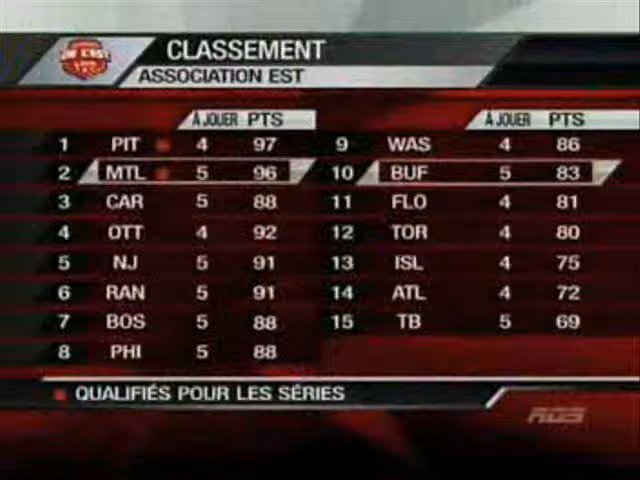 CLASSEMENT
ASSOCIATION EST
À JOUER PTS
1 PIT 4 97
2 MTL 5 96
3 CAR 5 88
4 OTT 4 92
5 NJ 5 91
6 RAN 5 91
7 BOS 5 88
8 PHI 5 88
À JOUER PTS
9 WAS 4 86
10 BUF 5 83
11 FLO 4 81
12 TOR 4 80
13 ISL 4 75
14 ATL 4 72
15 TB 5 69
QUALIFIÉS POUR LES SÉRIES
RDS